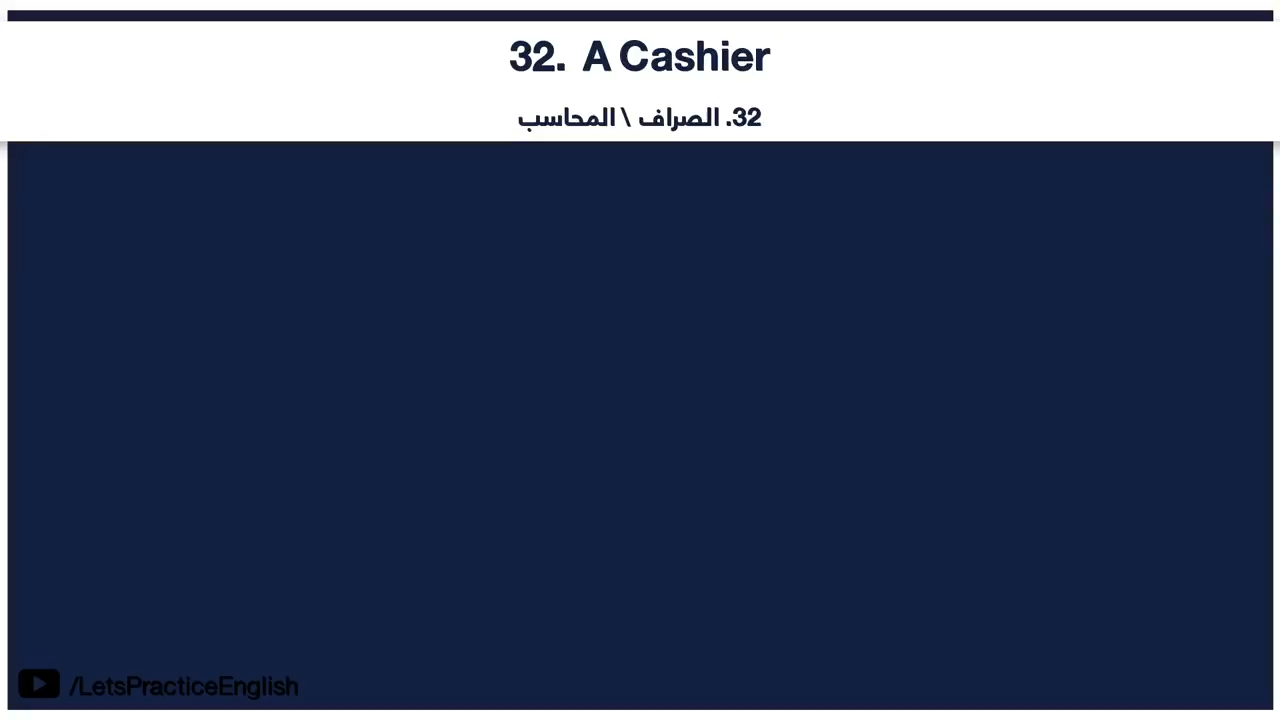 32. A Cashier
32. الصراف \ المحاسب
/LetsPracticeEnglish